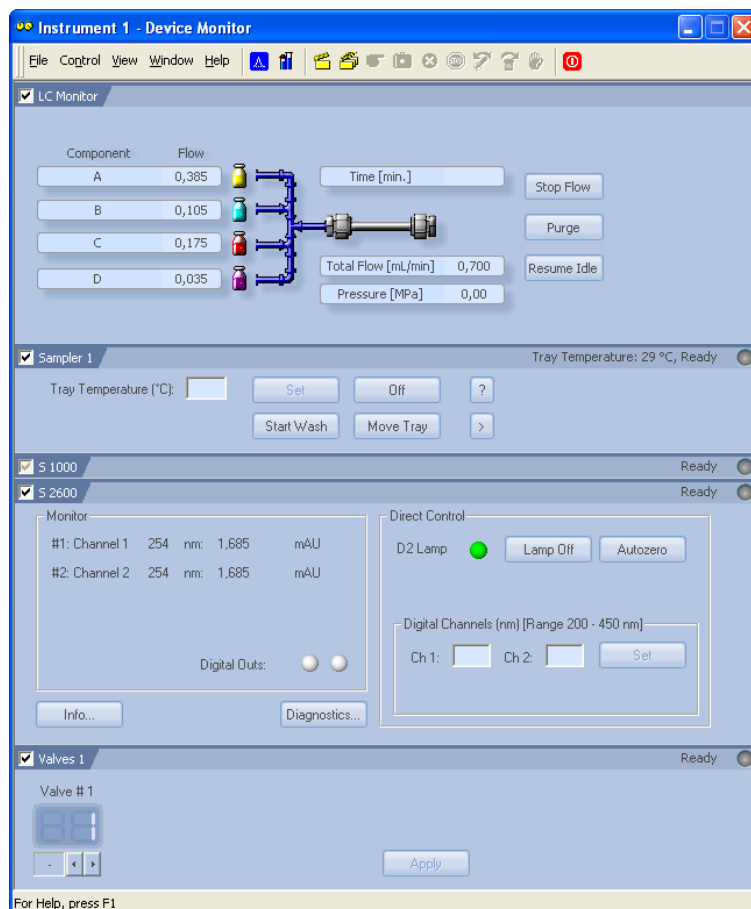 Instrument 1 - Device Monitor
File Control View Window Help
LC Monitor
Component Flow
A 0,385 Time [min.] Stop Flow
B 0,105 Purge
C 0,175 Total Flow [mL/min] 0,700 Resume Idle
D 0,035 Pressure [MPa] 0,00
Sampler 1 Tray Temperature: 29 °C, Ready
Tray Temperature (°C): Set Off ?
Start Wash Move Tray >
S 1000 Ready
S 2600 Ready
Monitor Direct Control
#1: Channel 1 254 nm: 1,685 mAU D2 Lamp Lamp Off Autozero
#2: Channel 2 254 nm: 1,685 mAU
Digital Channels (nm) [Range 200 - 450 nm]
Digital Outs: Ch 1: Ch 2: Set
Info... Diagnostics...
Valves 1 Ready
Valve # 1
1
-
Apply
For Help, press F1